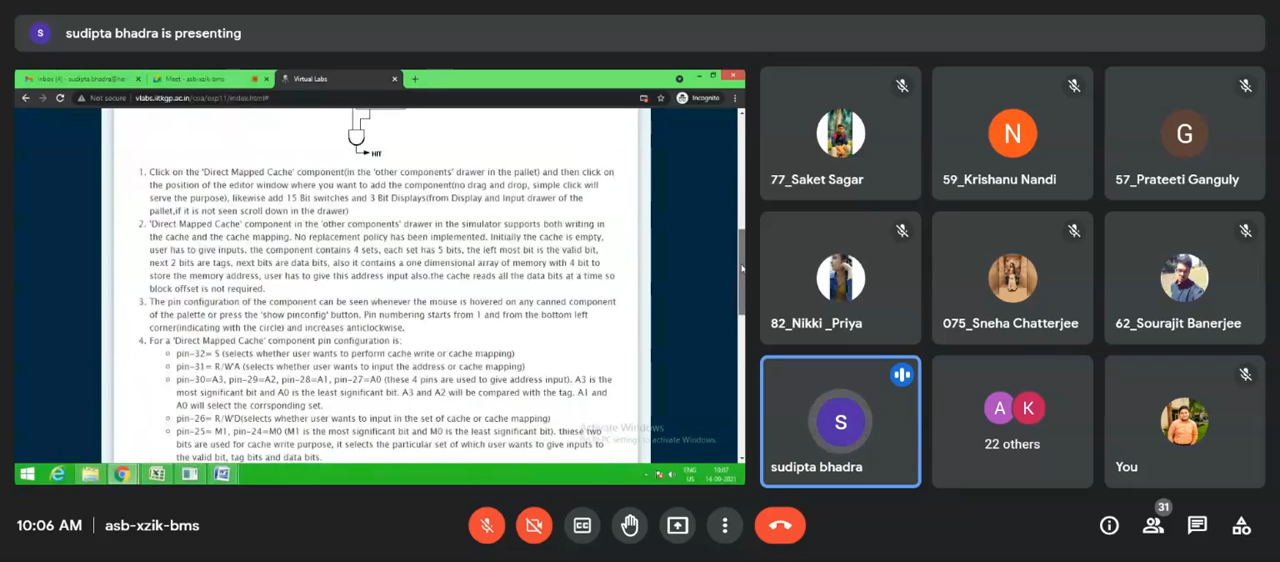 S sudipta bhadra is presenting
Meet - asb-xzik-bms
Virtual Labs
Not secure | vlabs.iitkgp.ac.in/coa/exp11/index.html#
Incognito
HIT
1. Click on the 'Direct Mapped Cache' component(in the 'other components' drawer in the pallet) and then click on
the position of the editor window where you want to add the component(no drag and drop, simple click will
serve the purpose), likewise add 15 Bit switches and 3 Bit Displays(from Display and Input drawer of the
pallet,if it is not seen scroll down in the drawer)
2. 'Direct Mapped Cache' component in the 'other components' drawer in the simulator supports both writing in
the cache and the cache mapping. No replacement policy has been implemented. Initially the cache is empty,
user has to give inputs. the component contains 4 sets, each set has 5 bits, the left most bit is the valid bit,
next 2 bits are tags, next bits are data bits, also it contains a one dimensional array of memory with 4 bit to
store the memory address, user has to give this address input also.the cache reads all the data bits at a time so
block offset is not required.
3. The pin configuration of the component can be seen whenever the mouse is hovered on any canned component
of the palette or press the 'show pinconfig' button. Pin numbering starts from 1 and from the bottom left
corner(indicating with the circle) and increases anticlockwise.
4. For a 'Direct Mapped Cache' component pin configuration is:
pin-32= S (selects whether user wants to perform cache write or cache mapping)
pin-31= R/W'A (selects whether user wants to input the address or cache mapping)
pin-30=A3, pin-29=A2, pin-28=A1, pin-27=A0 (these 4 pins are used to give address input). A3 is the
most significant bit and A0 is the least significant bit. A3 and A2 will be compared with the tag. A1 and
A0 will select the corrsponding set.
pin-26= R/W'D(selects whether user wants to input in the set of cache or cache mapping)
pin-25= M1, pin-24=M0 (M1 is the most significant bit and M0 is the least significant bit). thiese two
bits are used for cache write purpose, it selects the particular set of which user wants to give inputs to
the valid bit, tag bits and data bits.
Activate Windows
Go to PC settings to activate Windows.
ENG 10:07
US 14-09-2021
77_Saket Sagar
N
59_Krishanu Nandi
G
57_Prateeti Ganguly
82_Nikki _Priya
075_Sneha Chatterjee
62_Sourajit Banerjee
S
sudipta bhadra
A K
22 others
You
10:06 AM | asb-xzik-bms
CC
31